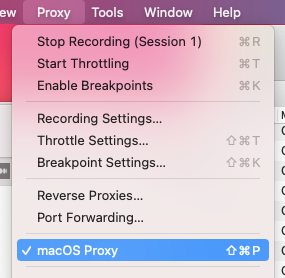 Proxy Tools Window Help
Stop Recording (Session 1) ⌘R
Start Throttling ⌘T
Enable Breakpoints ⌘K
Recording Settings...
Throttle Settings... ⇧⌘T
Breakpoint Settings... ⇧⌘K
Reverse Proxies...
Port Forwarding...
✓ macOS Proxy ⇧⌘P